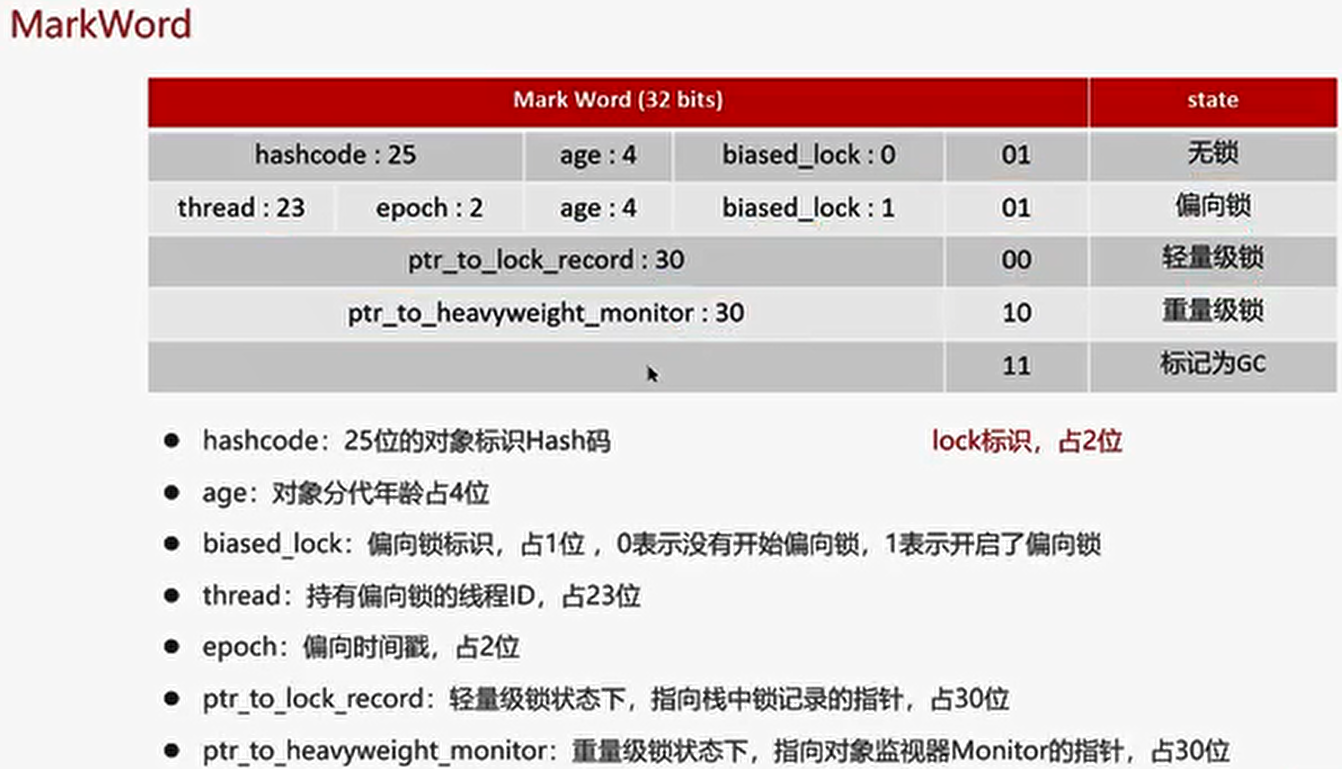 MarkWord
Mark Word (32 bits) state
hashcode : 25 age : 4 biased_lock : 0 01 无锁
thread : 23 epoch : 2 age : 4 biased_lock : 1 01 偏向锁
ptr_to_lock_record : 30 00 轻量级锁
ptr_to_heavyweight_monitor : 30 10 重量级锁
11 标记为GC
● hashcode：25位的对象标识Hash码 lock标识，占2位
● age：对象分代年龄占4位
● biased_lock：偏向锁标识，占1位 ，0表示没有开始偏向锁，1表示开启了偏向锁
● thread：持有偏向锁的线程ID，占23位
● epoch：偏向时间戳，占2位
● ptr_to_lock_record：轻量级锁状态下，指向栈中锁记录的指针，占30位
● ptr_to_heavyweight_monitor：重量级锁状态下，指向对象监视器Monitor的指针，占30位